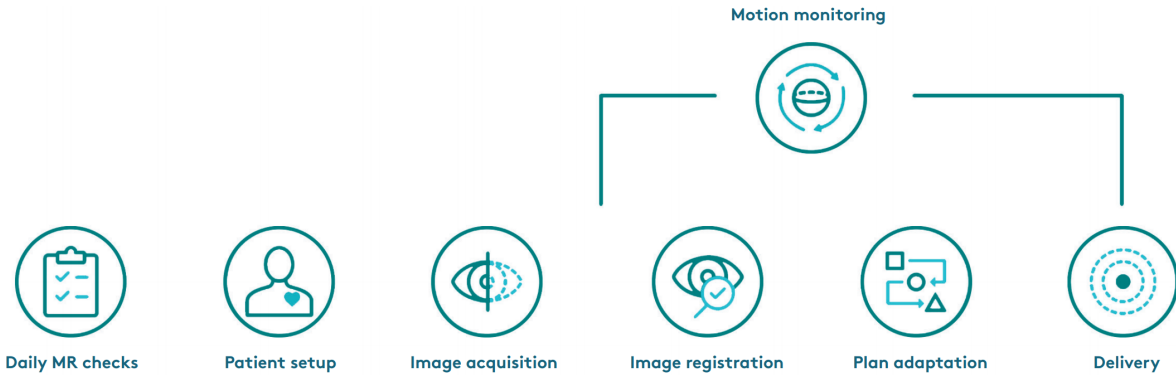 Motion monitoring
Daily MR checks
Patient setup
Image acquisition
Image registration
Plan adaptation
Delivery